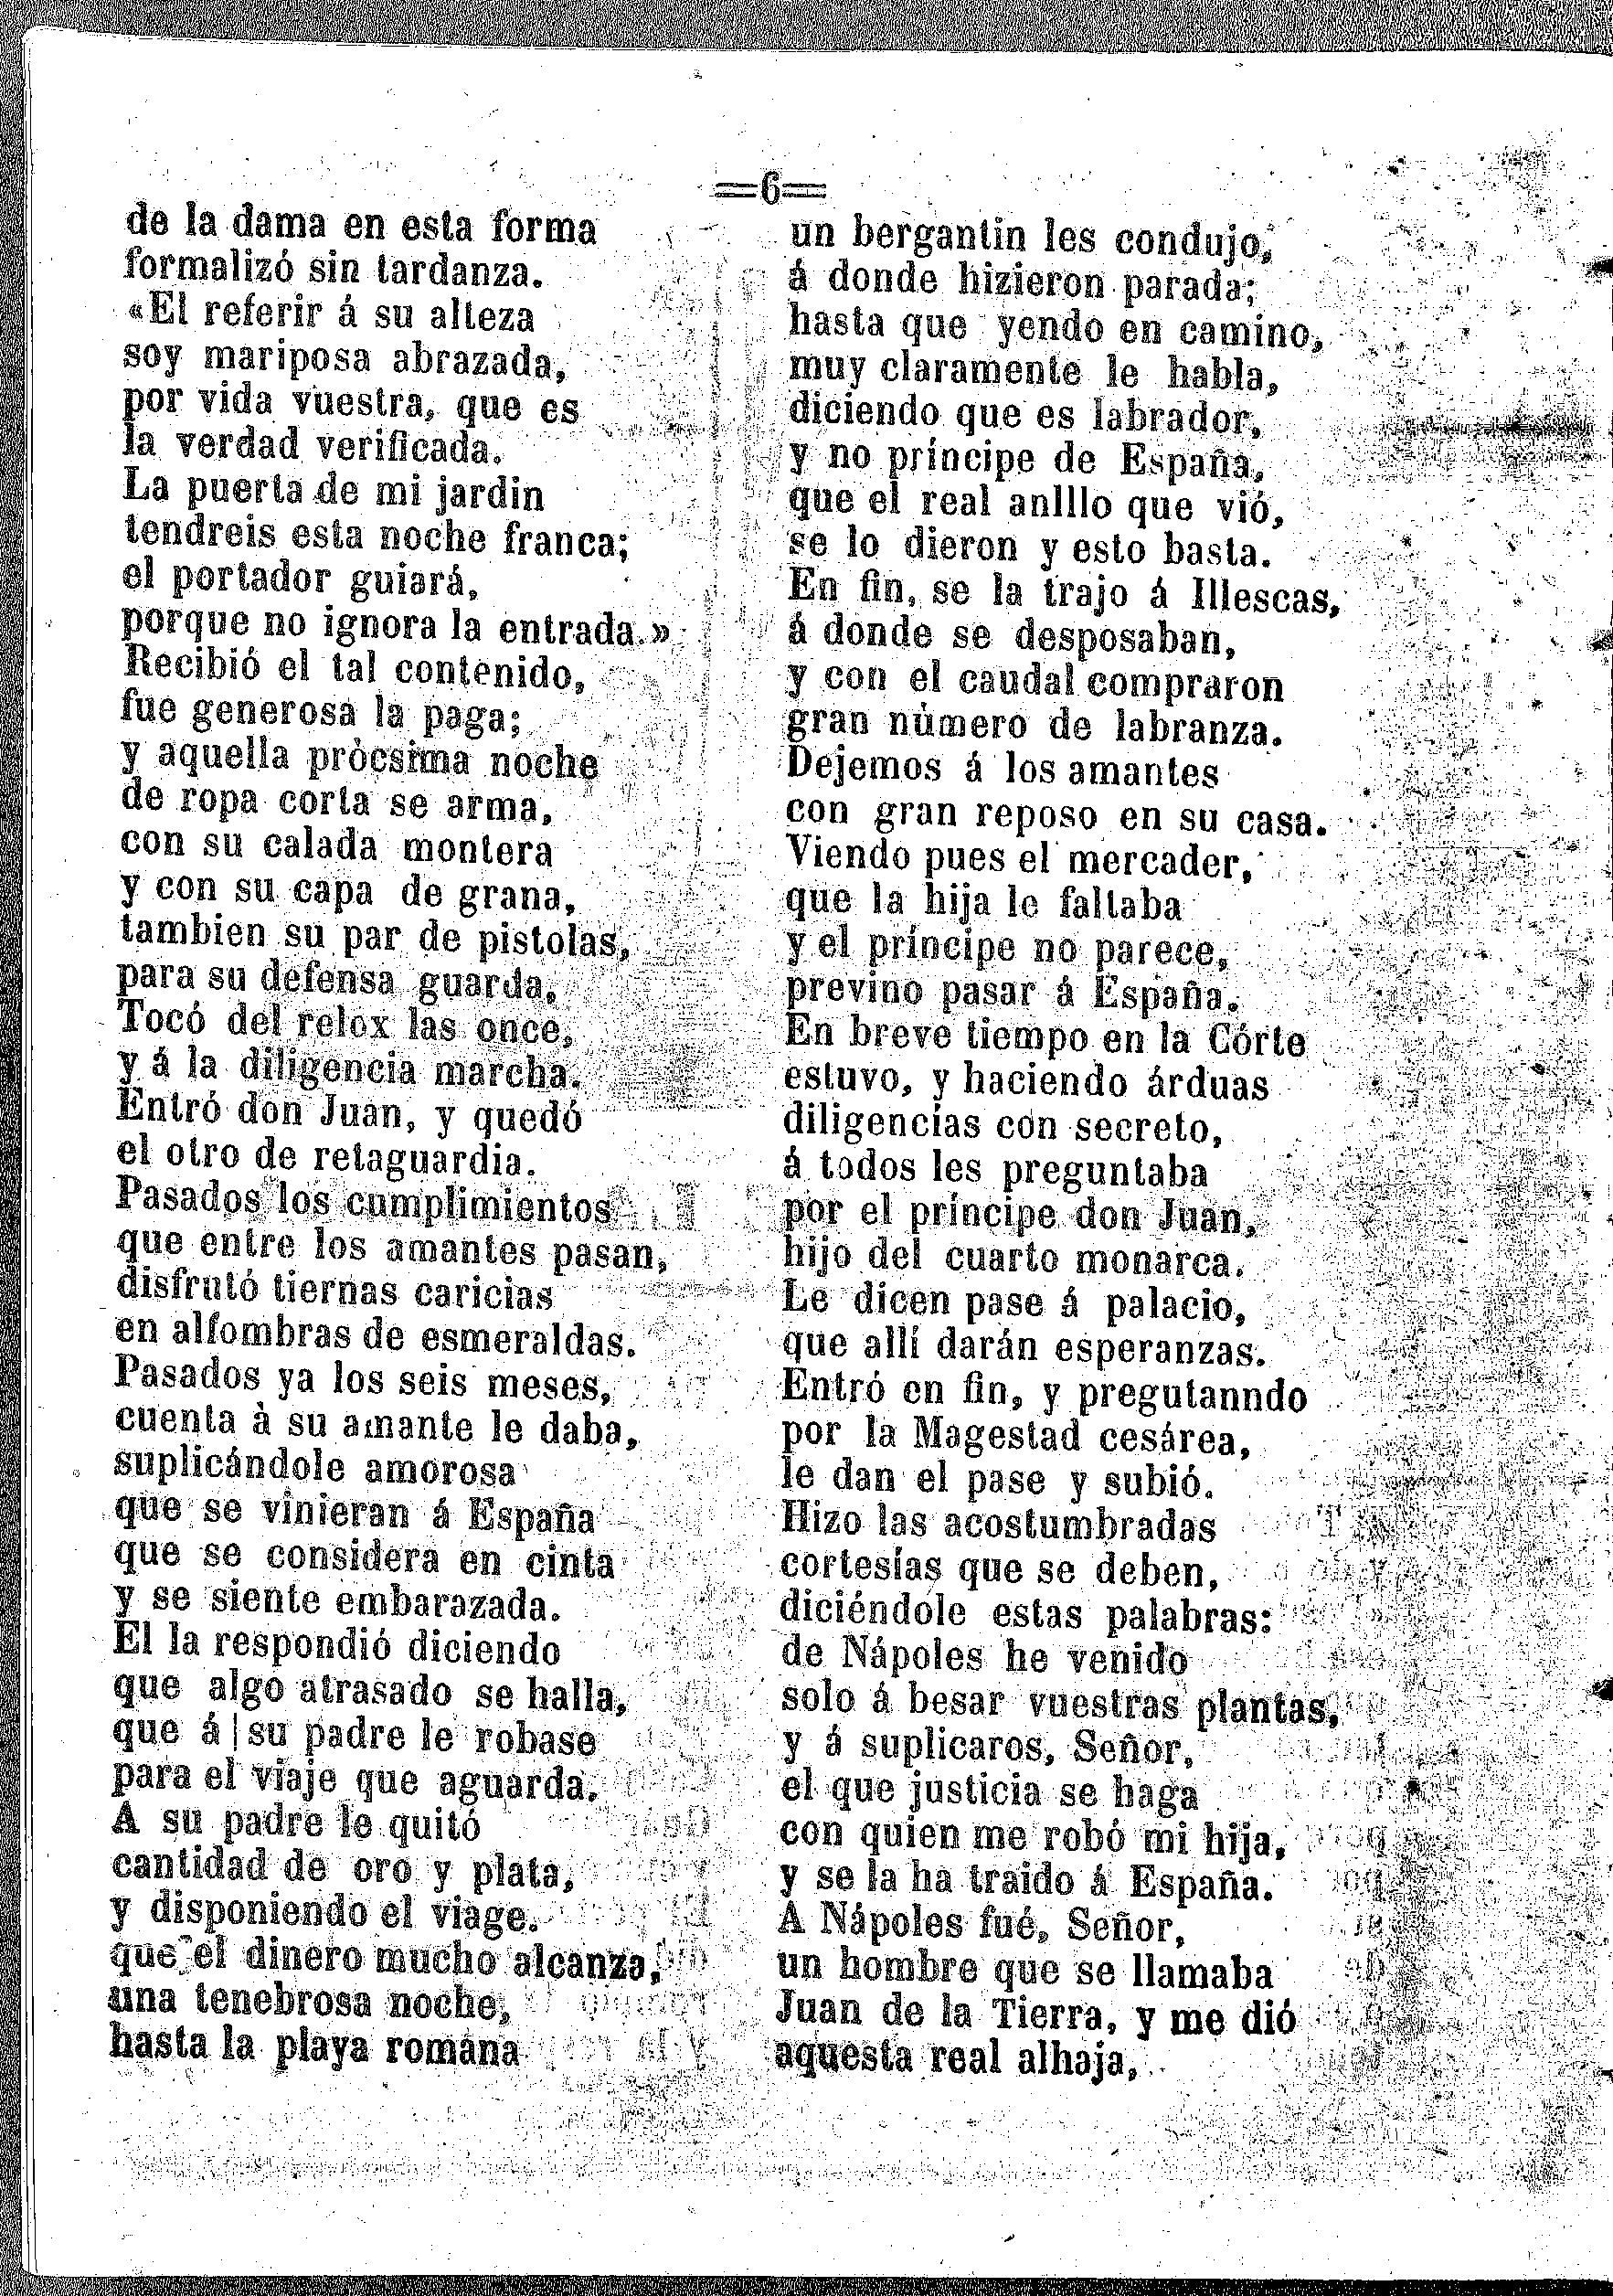 =6=
de la dama en esta forma
formalizó sin tardanza.
«El referir á su alteza
soy mariposa abrazada,
por vida vuestra, que es
la verdad verificada.
La puerta de mi jardin
tendreis esta noche franca;
el portador guiará,
porque no ignora la entrada.»
Recibió el tal contenido,
fue generosa la paga;
y aquella pròcsima noche
de ropa corta se arma,
con su calada montera
y con su capa de grana,
tambien su par de pistolas,
para su defensa guarda,
Tocó del relox las once,
y á la diligencia marcha.
Entró don Juan, y quedó
el otro de retaguardia.
Pasados los cumplimientos
que entre los amantes pasan,
disfrutó tiernas caricias
en alfombras de esmeraldas.
Pasados ya los seis meses,
cuenta à su amante le daba,
suplicándole amorosa
que se vinieran á España
que se considera en cinta
y se siente embarazada.
El la respondió diciendo
que algo atrasado se halla,
que á su padre le robase
para el viaje que aguarda.
A su padre le quitó
cantidad de oro y plata,
y disponiendo el viage.
que el dinero mucho alcanza,
una tenebrosa noche,
hasta la playa romana
un bergantin les condujo,
á donde hizieron parada;
hasta que yendo en camino,
muy claramente le habla,
diciendo que es labrador,
y no príncipe de España,
que el real anlllo que vió,
se lo dieron y esto basta.
En fin, se la trajo á Illescas,
á donde se desposaban,
y con el caudal compraron
gran número de labranza.
Dejemos á los amantes
con gran reposo en su casa.
Viendo pues el mercader,
que la hija le faltaba
y el príncipe no parece,
previno pasar á España.
En breve tiempo en la Córte
estuvo, y haciendo árduas
diligencias con secreto,
á todos les preguntaba
por el príncipe don Juan,
hijo del cuarto monarca.
Le dicen pase á palacio,
que allí darán esperanzas.
Entró en fin, y pregutanndo
por la Magestad cesárea,
le dan el pase y subió.
Hizo las acostumbradas
cortesías que se deben,
diciéndole estas palabras:
de Nápoles he venido
solo á besar vuestras plantas,
y á suplicaros, Señor,
el que justicia se haga
con quien me robó mi hija,
y se la ha traido á España.
A Nápoles fué, Señor,
un hombre que se llamaba
Juan de la Tierra, y me dió
aquesta real alhaja,